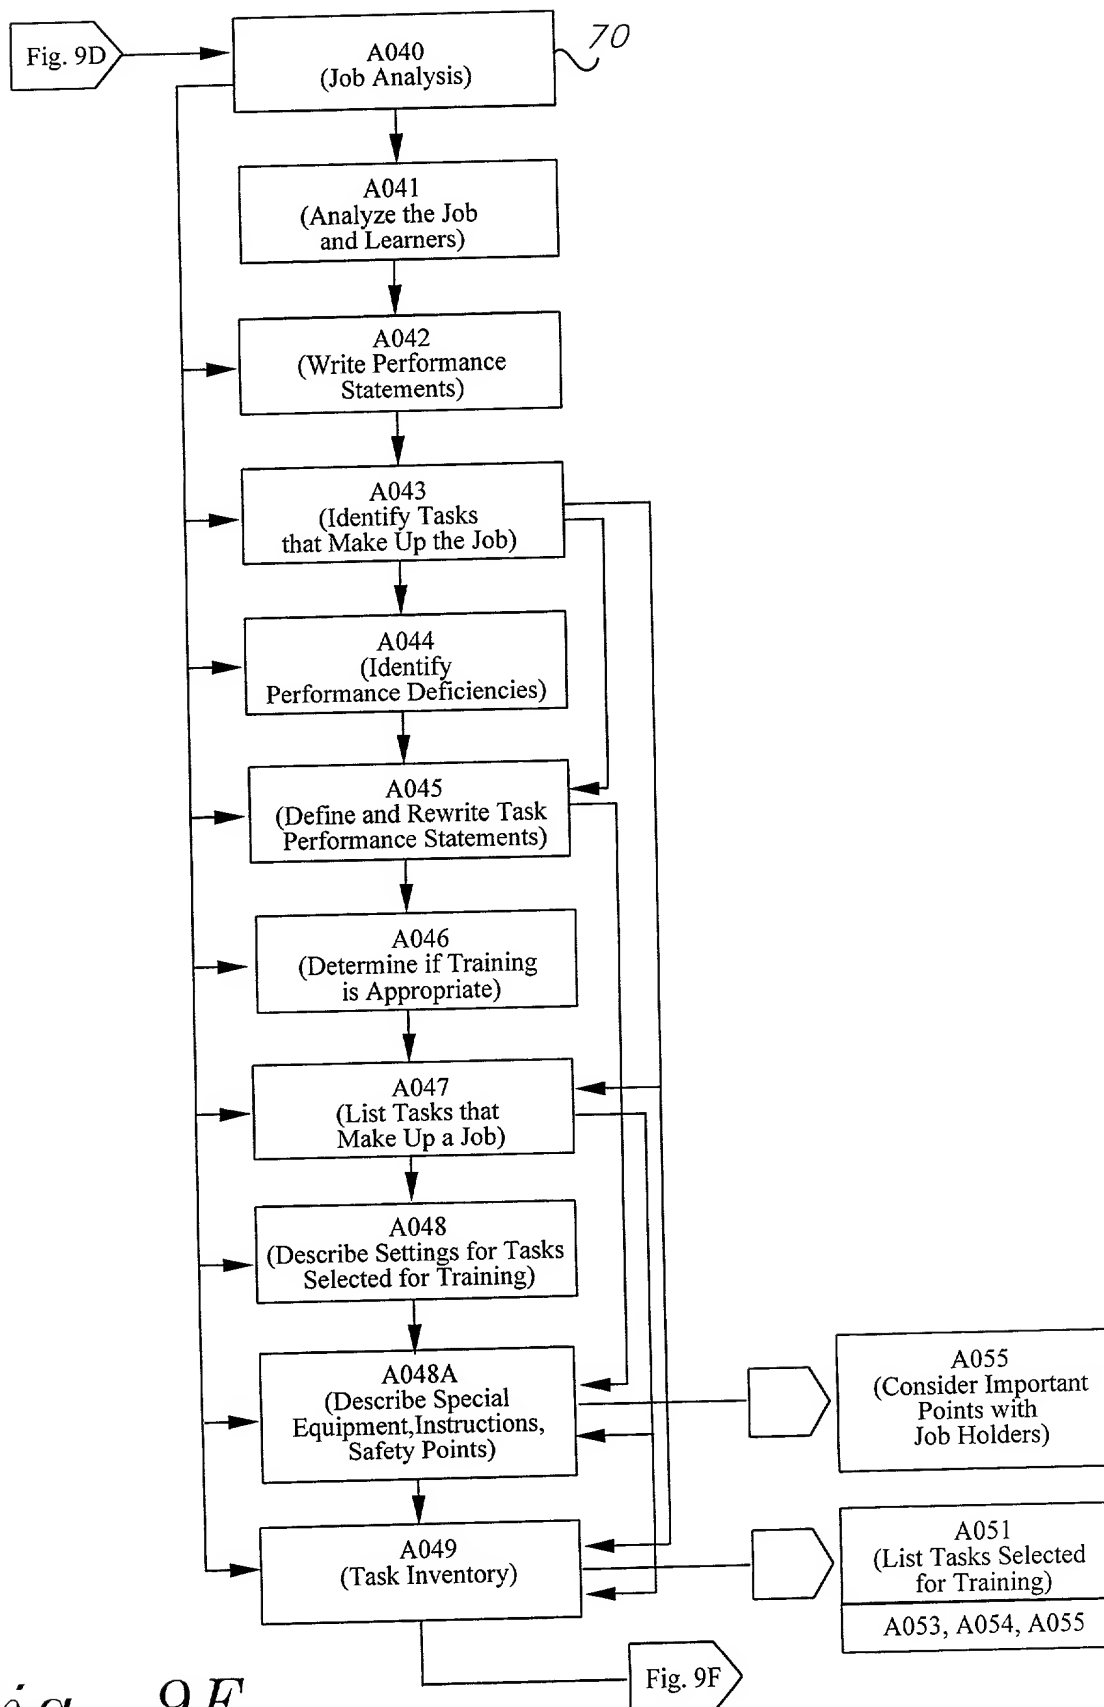 Fig. 9D
A040
(Job Analysis)
70
A041
(Analyze the Job
and Learners)
A042
(Write Performance
Statements)
A043
(Identify Tasks
that Make Up the Job)
A044
(Identify
Performance Deficiencies)
A045
(Define and Rewrite Task
Performance Statements)
A046
(Determine if Training
is Appropriate)
A047
(List Tasks that
Make Up a Job)
A048
(Describe Settings for Tasks
Selected for Training)
A048A
(Describe Special
Equipment,Instructions,
Safety Points)
A055
(Consider Important
Points with
Job Holders)
A049
(Task Inventory)
A051
(List Tasks Selected
for Training)
A053, A054, A055
Fig. 9F